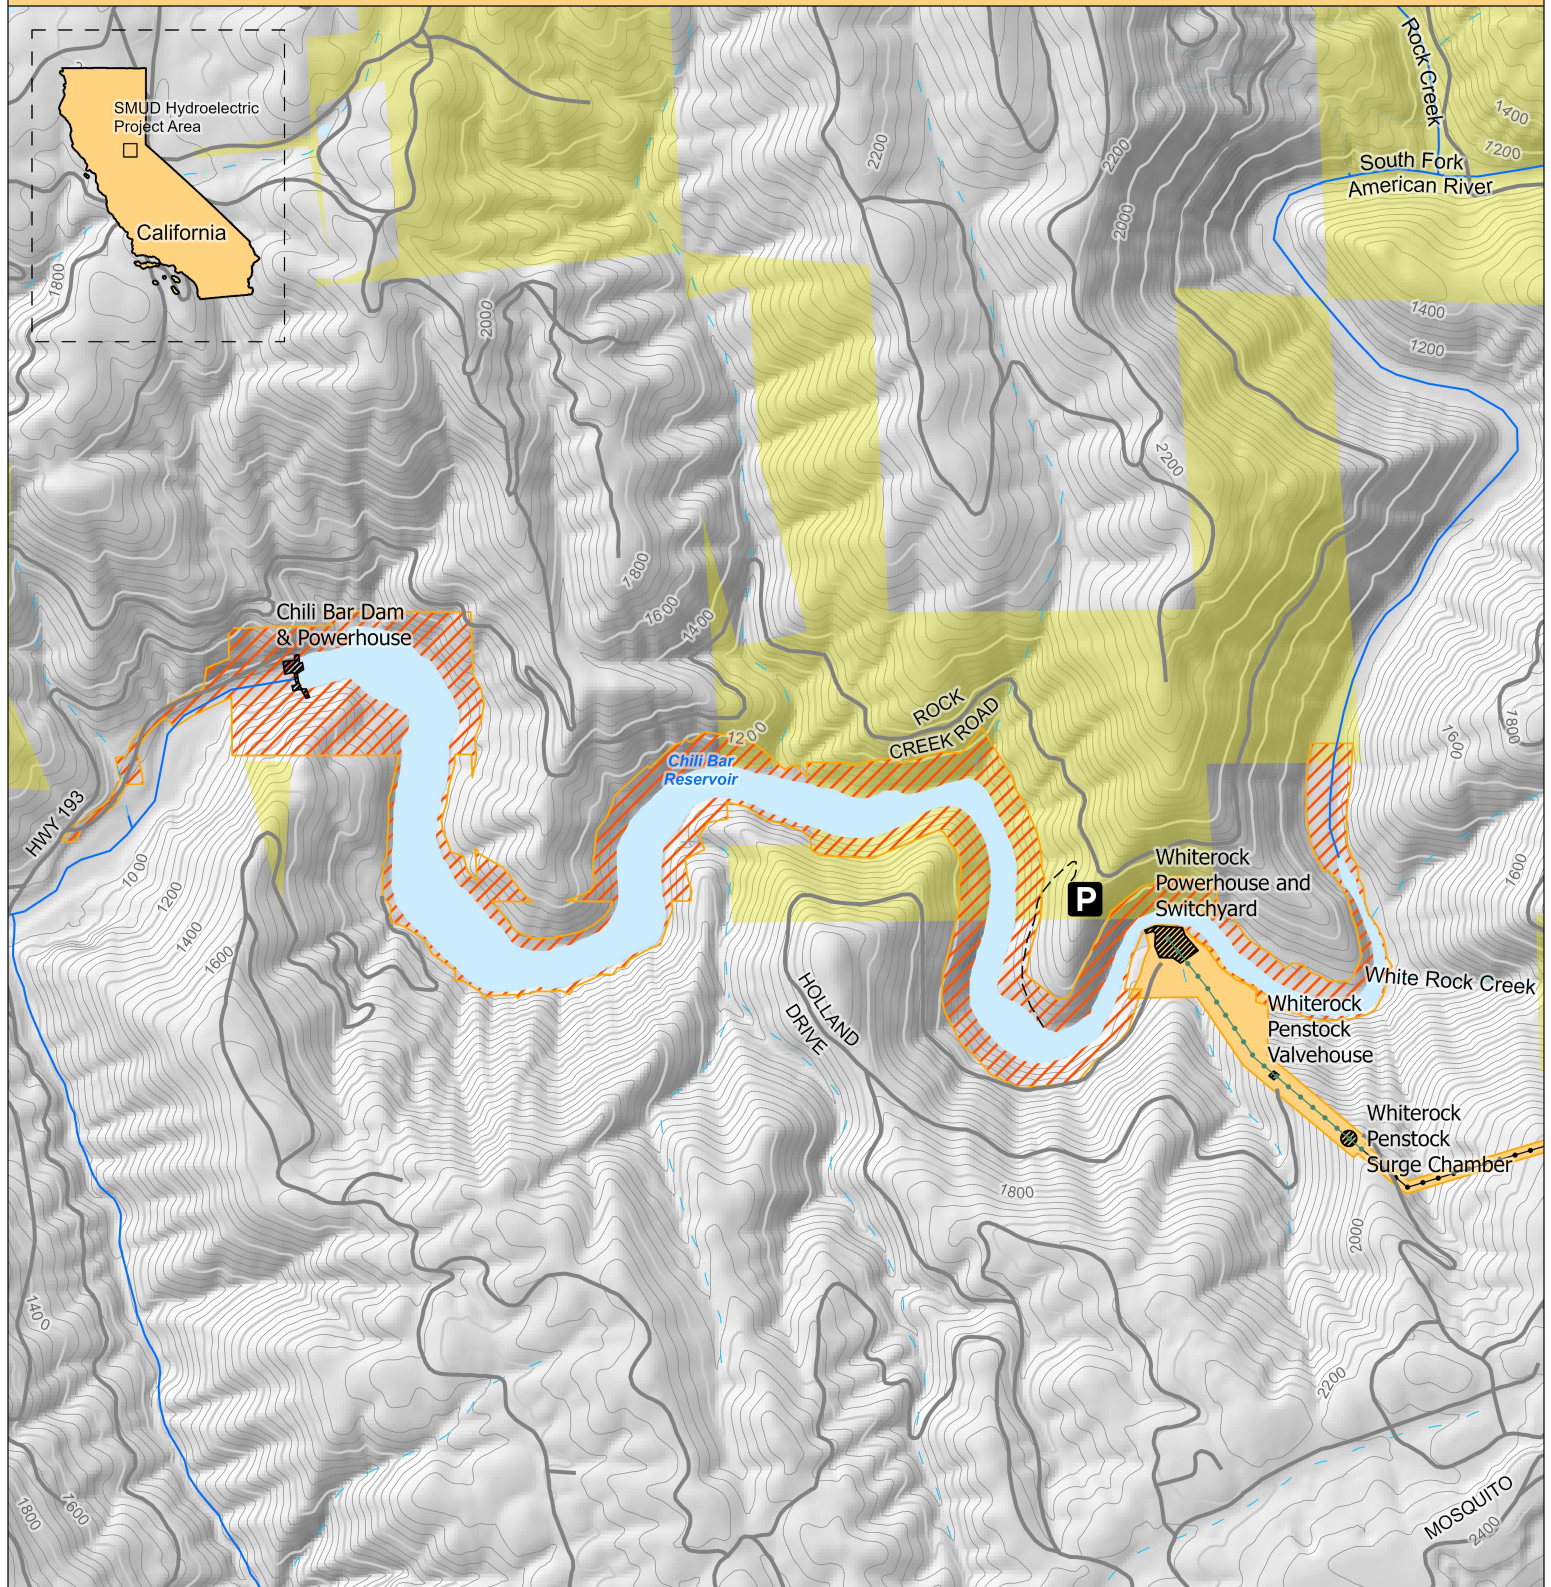 SMUD Hydroelectric
Project Area
California
Rock Creek
South Fork
American River
1400
1200
2200
2200
2000
1800
2000
1400
1200
2200
1800
1600
1400
Chili Bar Dam
& Powerhouse
ROCK
CREEK ROAD
1200
Chili Bar
Reservoir
1600
1800
HWY 193
1000
1200
1400
1600
P
Whiterock
Powerhouse and
Switchyard
1600
White Rock Creek
HOLLAND
DRIVE
Whiterock
Penstock
Valvehouse
Whiterock
Penstock
Surge Chamber
1800
2000
1400
2200
1800
1600
MOSQUITO
2400